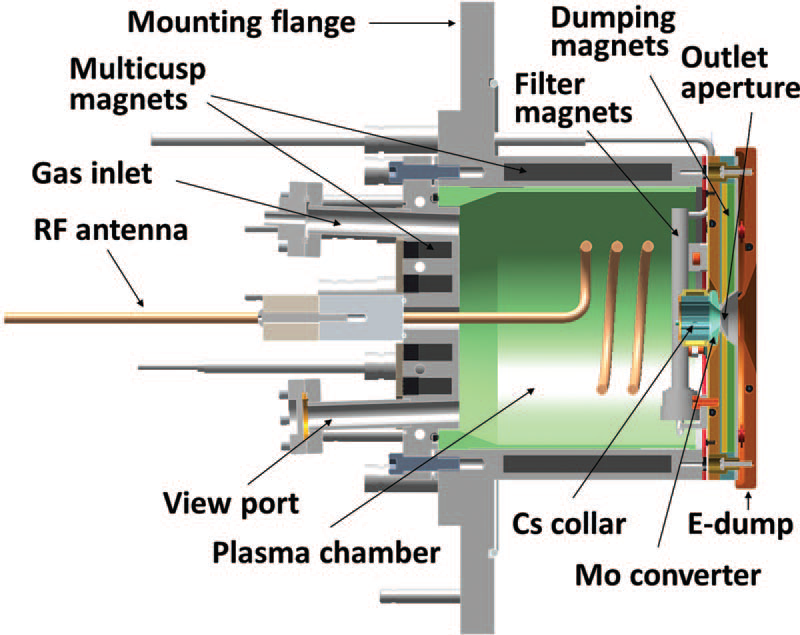 Mounting flange
Dumping
magnets
Outlet
aperture
Multicusp
magnets
Filter
magnets
Gas inlet
RF antenna
View port
Cs collar
E-dump
Plasma chamber
Mo converter